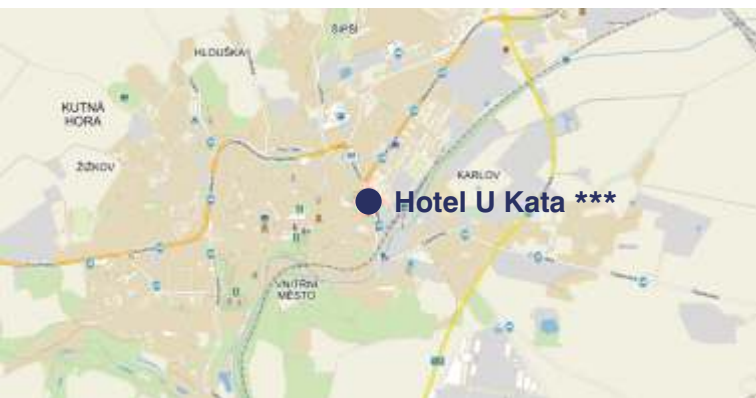 ŠIPŠÍ
HLOUŠKA
KUTNÁ
HORA
ŽIŽKOV
KARLOV
Hotel U Kata ***
VNITŘNÍ
MĚSTO